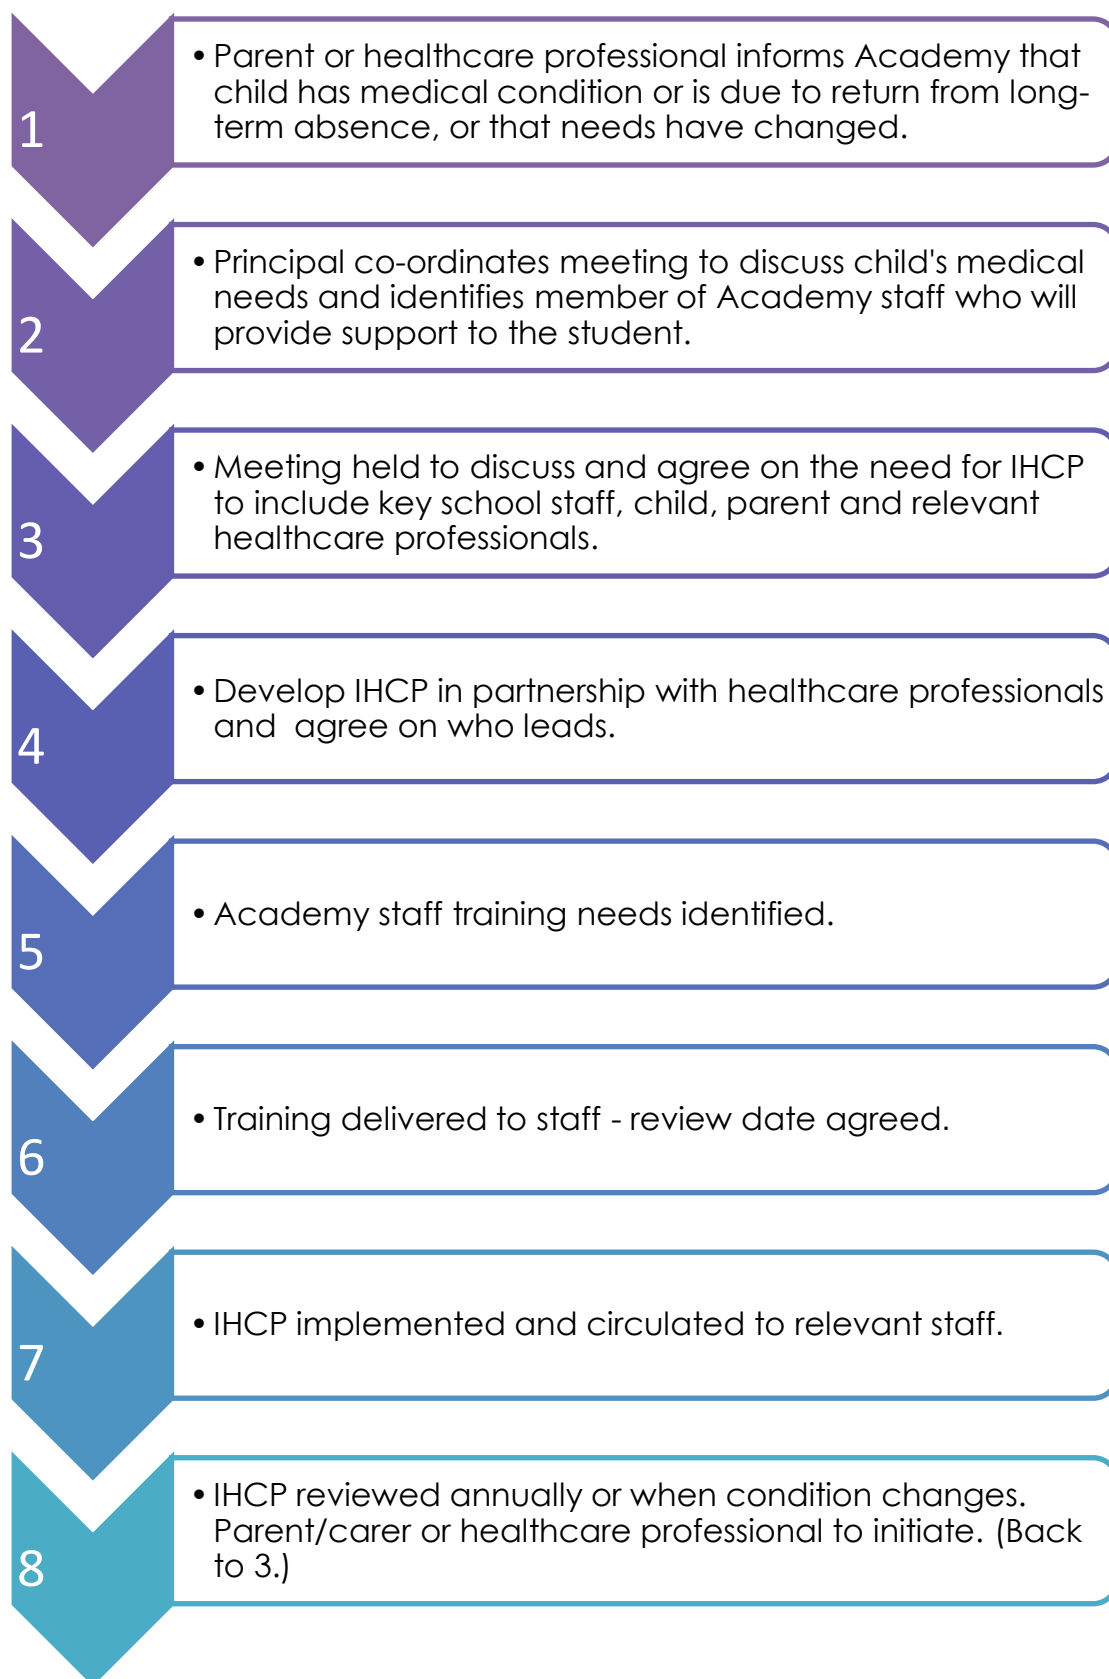 1
• Parent or healthcare professional informs Academy that
child has medical condition or is due to return from long-
term absence, or that needs have changed.
2
• Principal co-ordinates meeting to discuss child's medical
needs and identifies member of Academy staff who will
provide support to the student.
3
• Meeting held to discuss and agree on the need for IHCP
to include key school staff, child, parent and relevant
healthcare professionals.
4
• Develop IHCP in partnership with healthcare professionals
and  agree on who leads.
5
• Academy staff training needs identified.
6
• Training delivered to staff - review date agreed.
7
• IHCP implemented and circulated to relevant staff.
8
• IHCP reviewed annually or when condition changes.
Parent/carer or healthcare professional to initiate. (Back
to 3.)